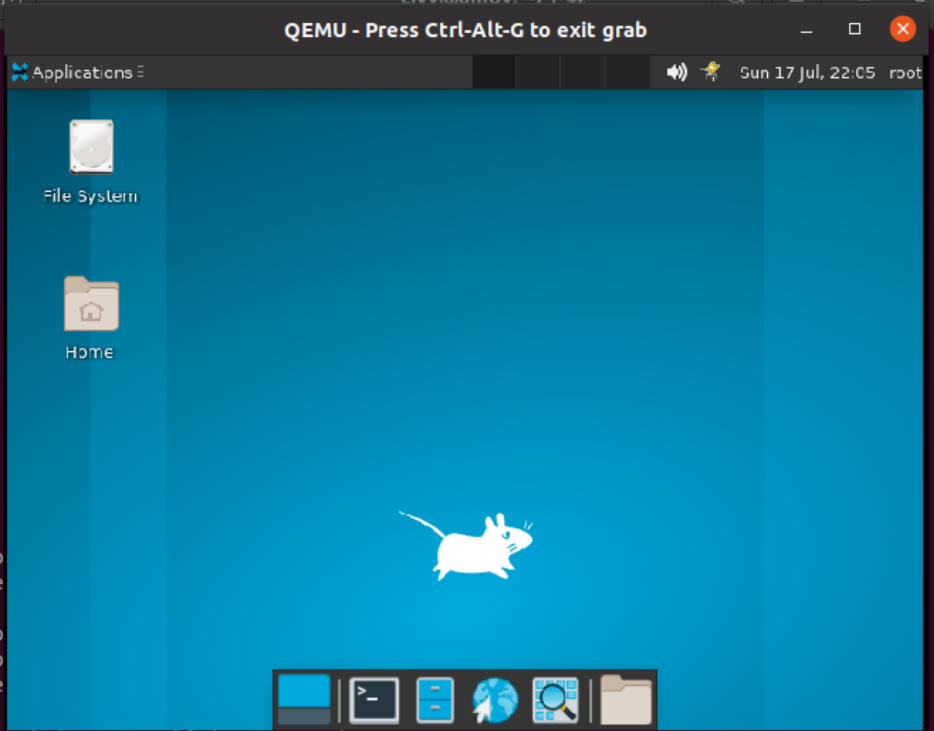 QEMU - Press Ctrl-Alt-G to exit grab
Applications
Sun 17 Jul, 22:05 root
File System
Home
>_